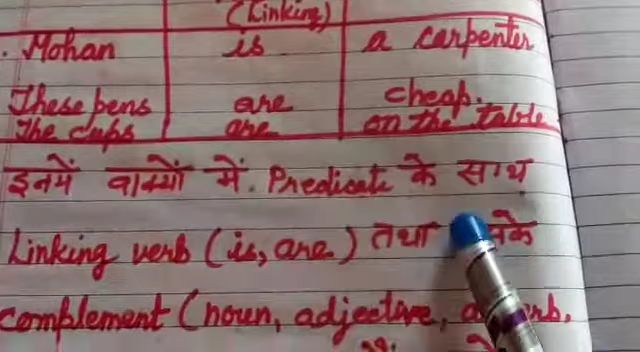 (Linking)
. Mohan is a carpenter
These pens are cheap.
The cups are on the table
इनमें वाक्यों में. Predicate के साथ
Linking verb (is, are) तथा
complement (noun, adjective,